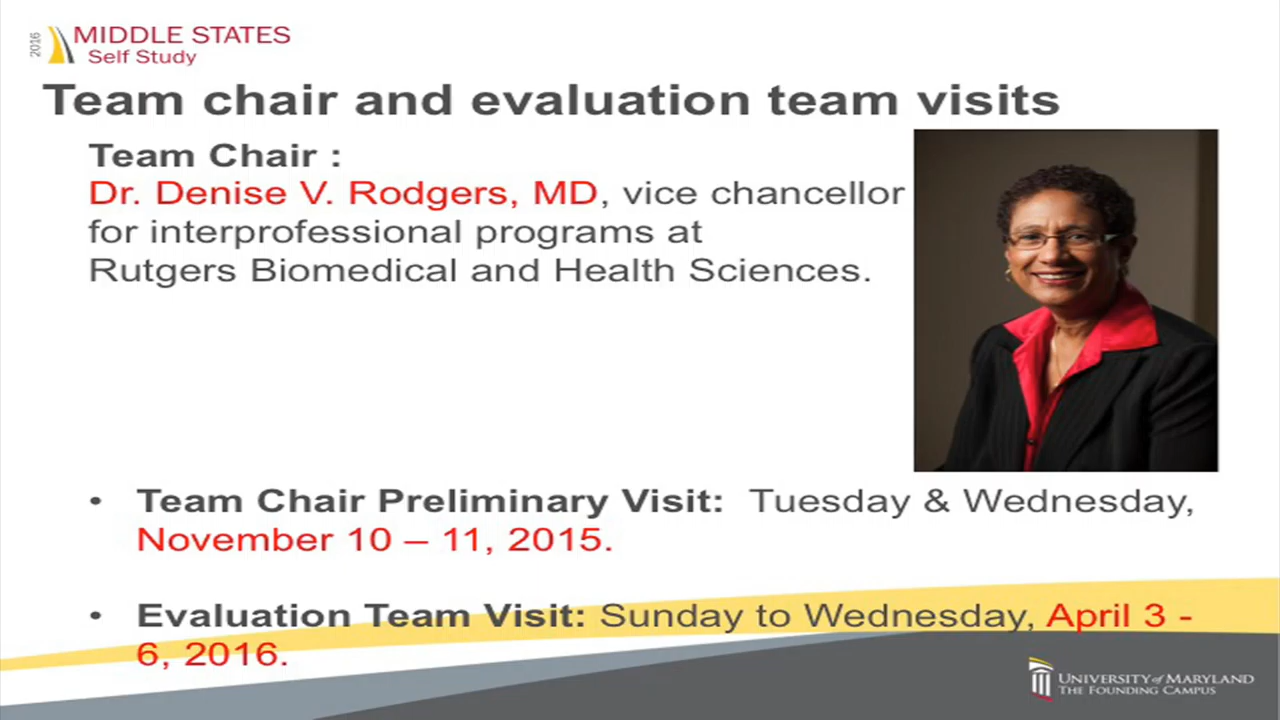 2016
MIDDLE STATES
Self Study
Team chair and evaluation team visits
Team Chair :
Dr. Denise V. Rodgers, MD, vice chancellor
for interprofessional programs at
Rutgers Biomedical and Health Sciences.
• Team Chair Preliminary Visit: Tuesday & Wednesday,
November 10 – 11, 2015.
• Evaluation Team Visit: Sunday to Wednesday, April 3 -
6, 2016.
UNIVERSITY of MARYLAND
THE FOUNDING CAMPUS